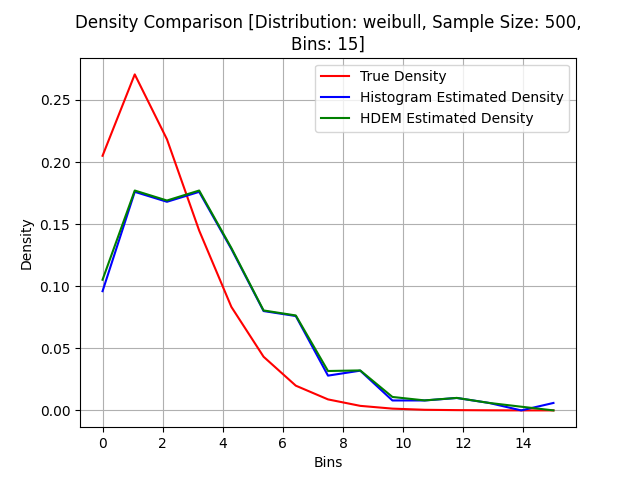 Density Comparison [Distribution: weibull, Sample Size: 500,
Bins: 15]
True Density
Histogram Estimated Density
HDEM Estimated Density
Density
0.25
0.20
0.15
0.10
0.05
0.00
0 2 4 6 8 10 12 14
Bins